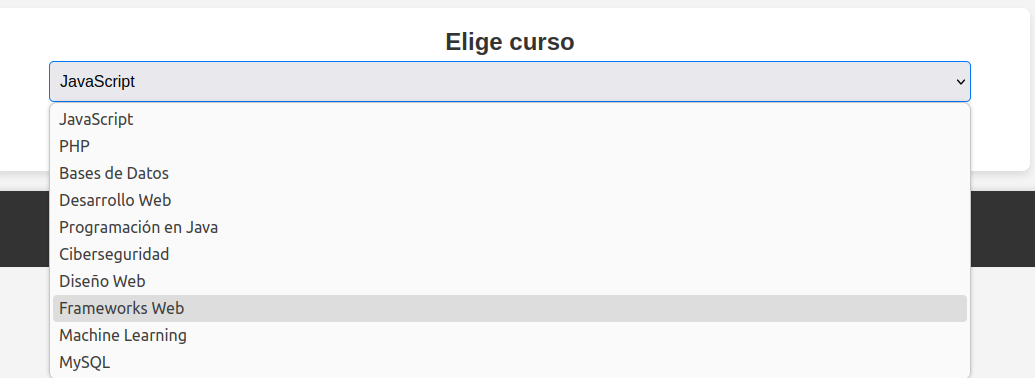 Elige curso
JavaScript
JavaScript
PHP
Bases de Datos
Desarrollo Web
Programación en Java
Ciberseguridad
Diseño Web
Frameworks Web
Machine Learning
MySQL